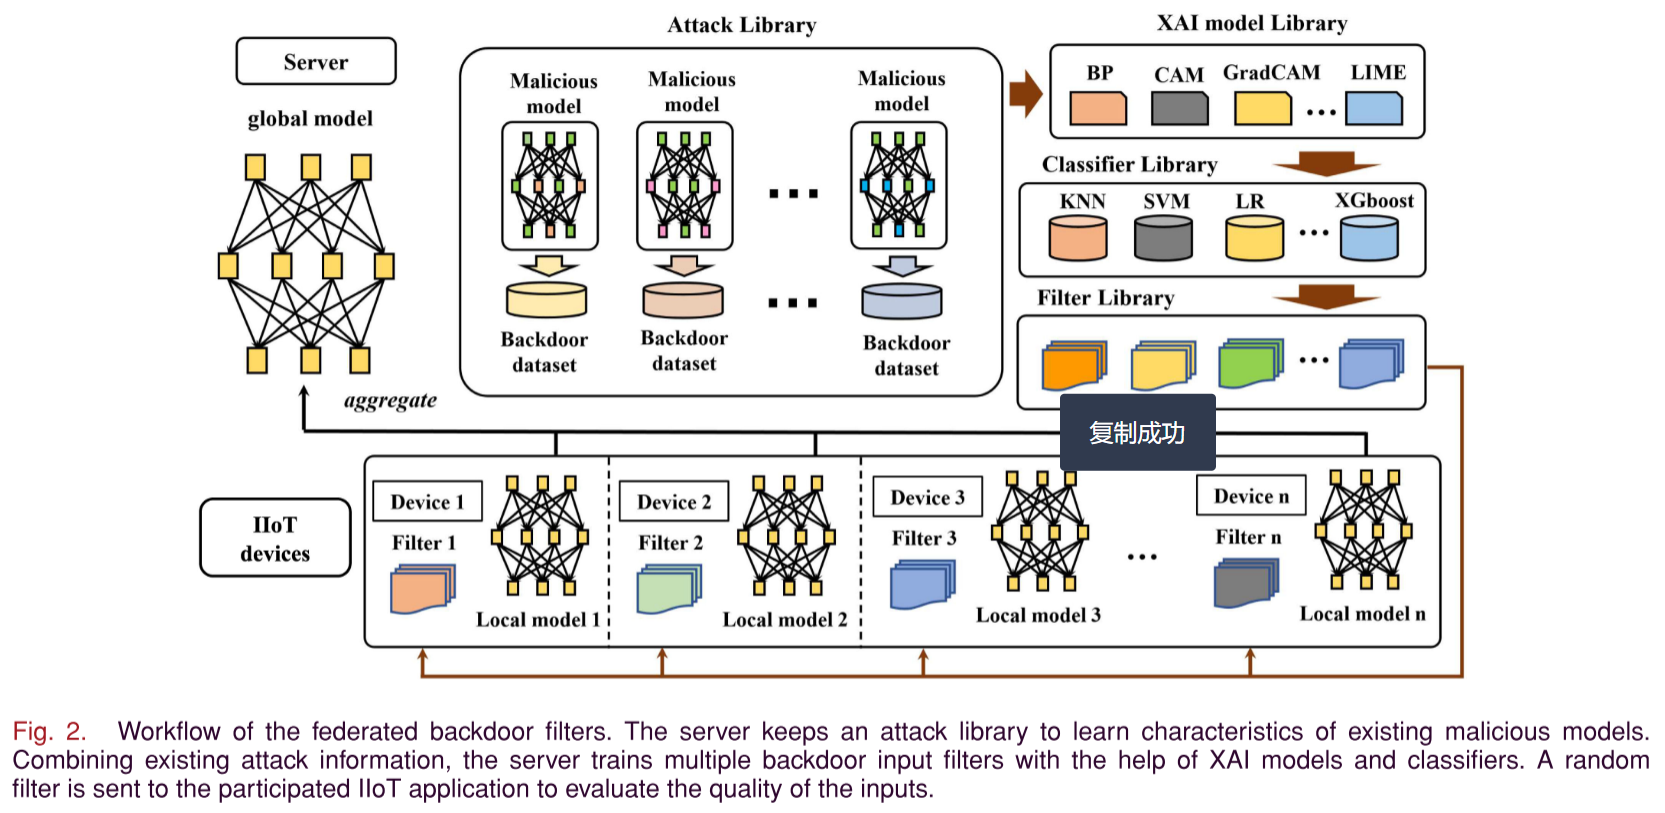 Attack Library
XAI model Library
Server
global model
Malicious model
Malicious model
Malicious model
Backdoor dataset
Backdoor dataset
Backdoor dataset
BP CAM GradCAM ... LIME
Classifier Library
KNN SVM LR ... XGboost
Filter Library
...
aggregate
复制成功
IIoT devices
Device 1
Filter 1
Local model 1
Device 2
Filter 2
Local model 2
Device 3
Filter 3
Local model 3
...
Device n
Filter n
Local model n
Fig. 2. Workflow of the federated backdoor filters. The server keeps an attack library to learn characteristics of existing malicious models.
Combining existing attack information, the server trains multiple backdoor input filters with the help of XAI models and classifiers. A random
filter is sent to the participated IIoT application to evaluate the quality of the inputs.